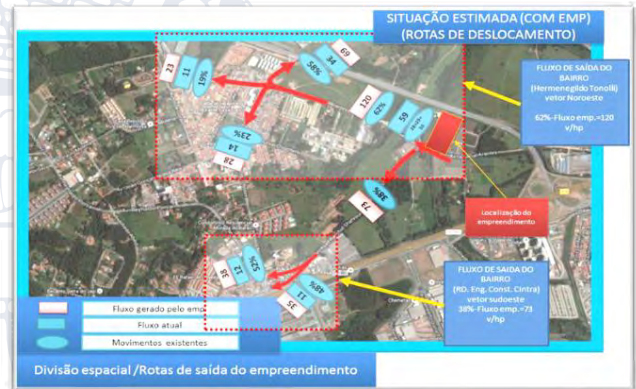 SITUAÇÃO ESTIMADA (COM EMP)
(ROTAS DE DESLOCAMENTO)
FLUXO DE SAÍDA DO
BAIRRO
(Hermenegildo Tonolli)
vetor Noroeste
62%-Fluxo emp.=120
v/hp
69
34
58%
23
11
19%
120
62%
59
23%
14
28
38%
73
Localização do
empreendimento
FLUXO DE SAIDA DO
BAIRRO
(RD. Eng. Const. Cintra)
vetor sudoeste
38%-Fluxo emp.=73
v/hp
38
12
52%
48%
11
35
Fluxo gerado pelo emp
Fluxo atual
Movimentos existentes
Divisão espacial /Rotas de saída do empreendimento